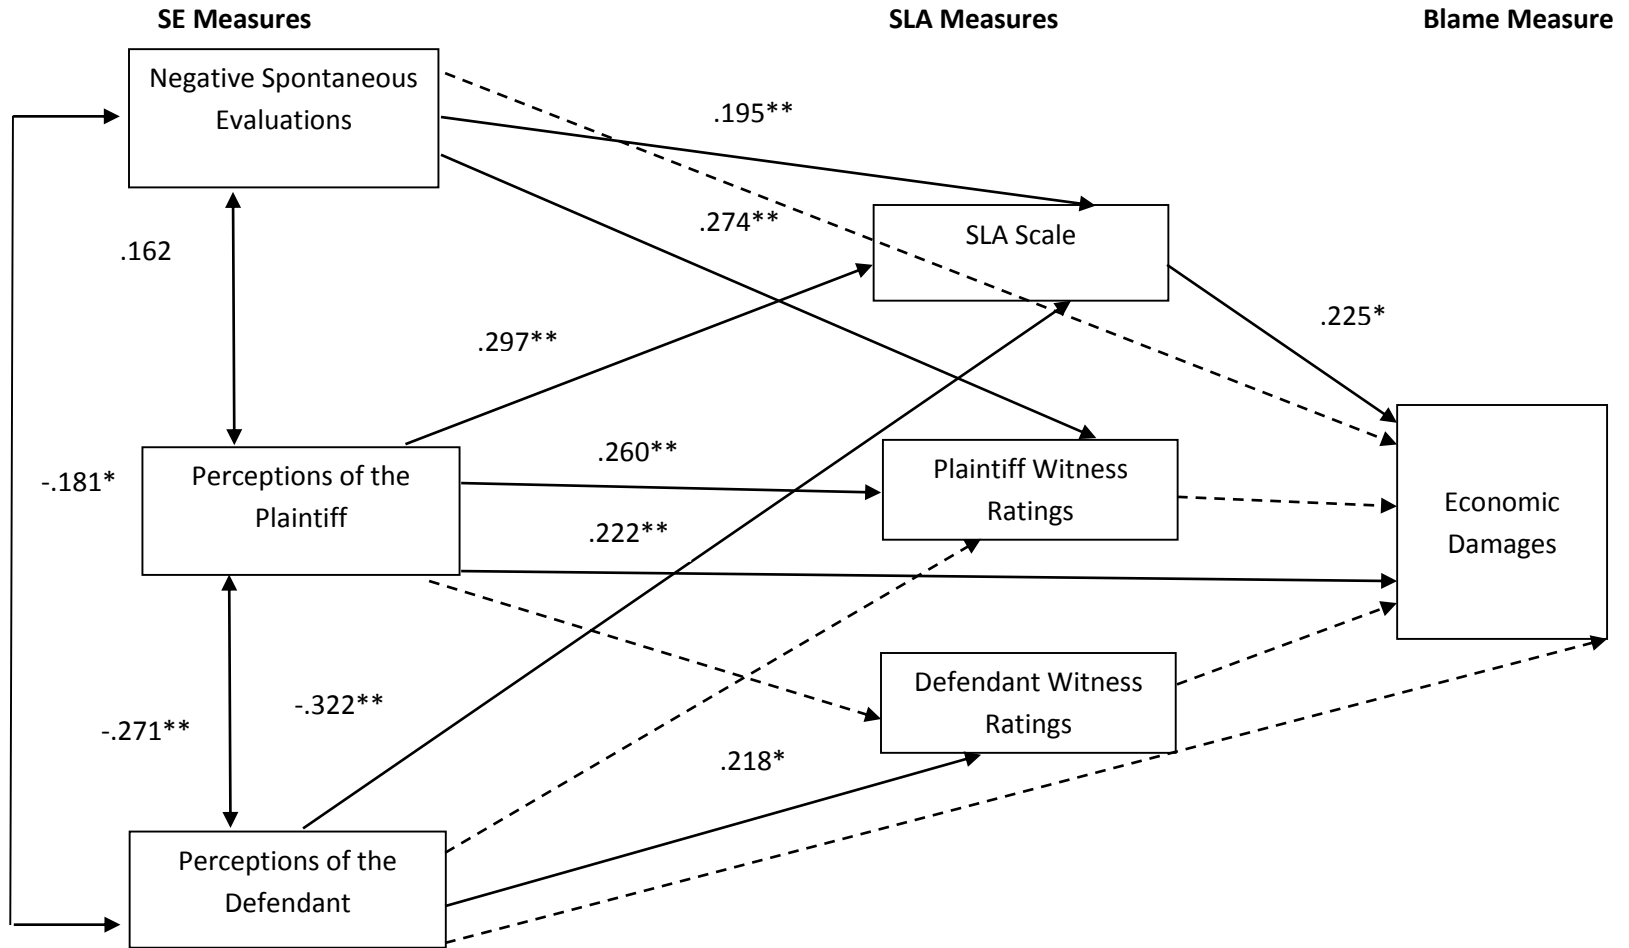 SE Measures
SLA Measures
Blame Measure
Negative Spontaneous
Evaluations
.195**
.274**
SLA Scale
.162
.297**
.225*
-.181*
Perceptions of the
Plaintiff
.260**
.222**
Plaintiff Witness
Ratings
Economic
Damages
-.271**
-.322**
Defendant Witness
Ratings
.218*
Perceptions of the
Defendant